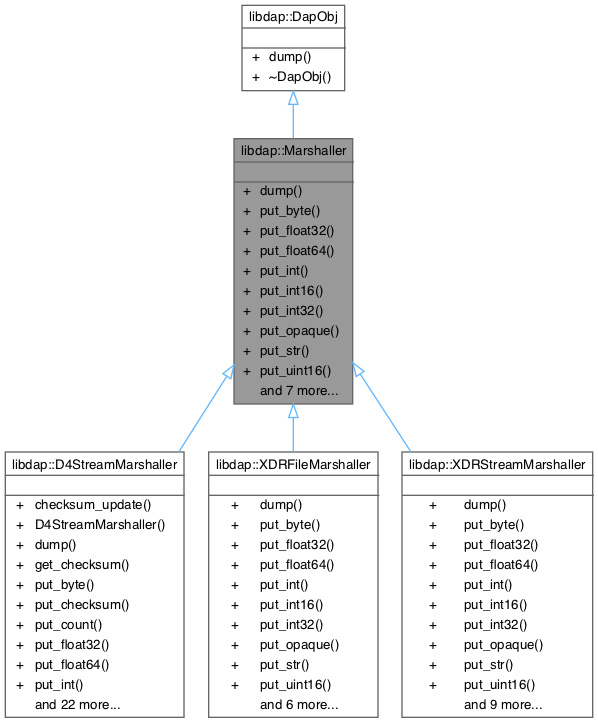 libdap::DapObj
+ dump()
+ ~DapObj()
libdap::Marshaller
+ dump()
+ put_byte()
+ put_float32()
+ put_float64()
+ put_int()
+ put_int16()
+ put_int32()
+ put_opaque()
+ put_str()
+ put_uint16()
and 7 more...
libdap::D4StreamMarshaller
+ checksum_update()
+ D4StreamMarshaller()
+ dump()
+ get_checksum()
+ put_byte()
+ put_checksum()
+ put_count()
+ put_float32()
+ put_float64()
+ put_int()
and 22 more...
libdap::XDRFileMarshaller
+ dump()
+ put_byte()
+ put_float32()
+ put_float64()
+ put_int()
+ put_int16()
+ put_int32()
+ put_opaque()
+ put_str()
+ put_uint16()
and 6 more...
libdap::XDRStreamMarshaller
+ dump()
+ put_byte()
+ put_float32()
+ put_float64()
+ put_int()
+ put_int16()
+ put_int32()
+ put_opaque()
+ put_str()
+ put_uint16()
and 9 more...